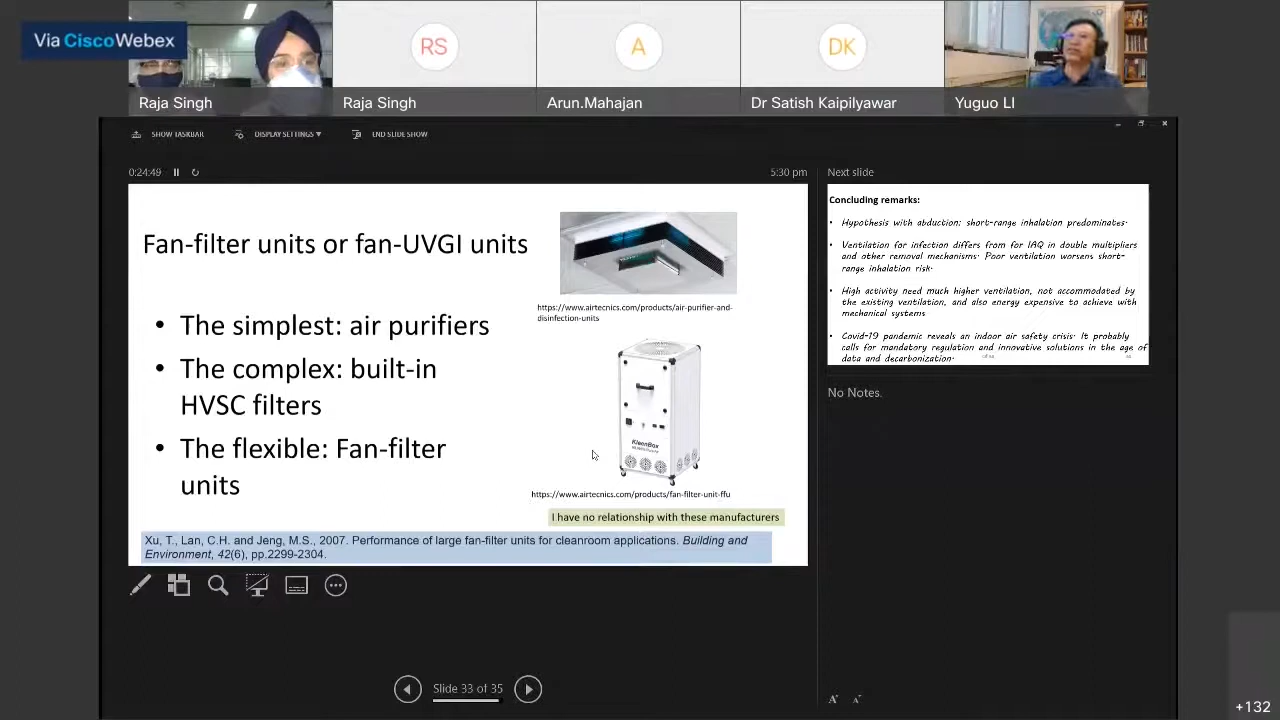 Via Cisco Webex
RS
A
DK
Raja Singh
Raja Singh
Arun.Mahajan
Dr Satish Kaipilyawar
Yuguo LI
SHOW TASKBAR
DISPLAY SETTINGS ▼
END SLIDE SHOW
0:24:49
5:30 pm
Fan-filter units or fan-UVGI units
• The simplest: air purifiers
• The complex: built-in
HVSC filters
• The flexible: Fan-filter
units
https://www.airtecnics.com/products/air-purifier-and-
disinfection-units
KleenBox
https://www.airtecnics.com/products/fan-filter-unit-ffu
I have no relationship with these manufacturers
Xu, T., Lan, C.H. and Jeng, M.S., 2007. Performance of large fan-filter units for cleanroom applications. Building and
Environment, 42(6), pp.2299-2304.
Next slide
Concluding remarks:
• Hypothesis with abduction: short-range inhalation predominates.
• Ventilation for infection differs from for IAQ in double multipliers
and other removal mechanisms. Poor ventilation worsens short-
range inhalation risk.
• High activity need much higher ventilation, not accommodated by
the existing ventilation, and also energy expensive to achieve with
mechanical systems
• Covid-19 pandemic reveals an indoor air safety crisis. It probably
calls for mandatory regulation and innovative solutions in the age of
data and decarbonization.
No Notes.
Slide 33 of 35
A A
+132